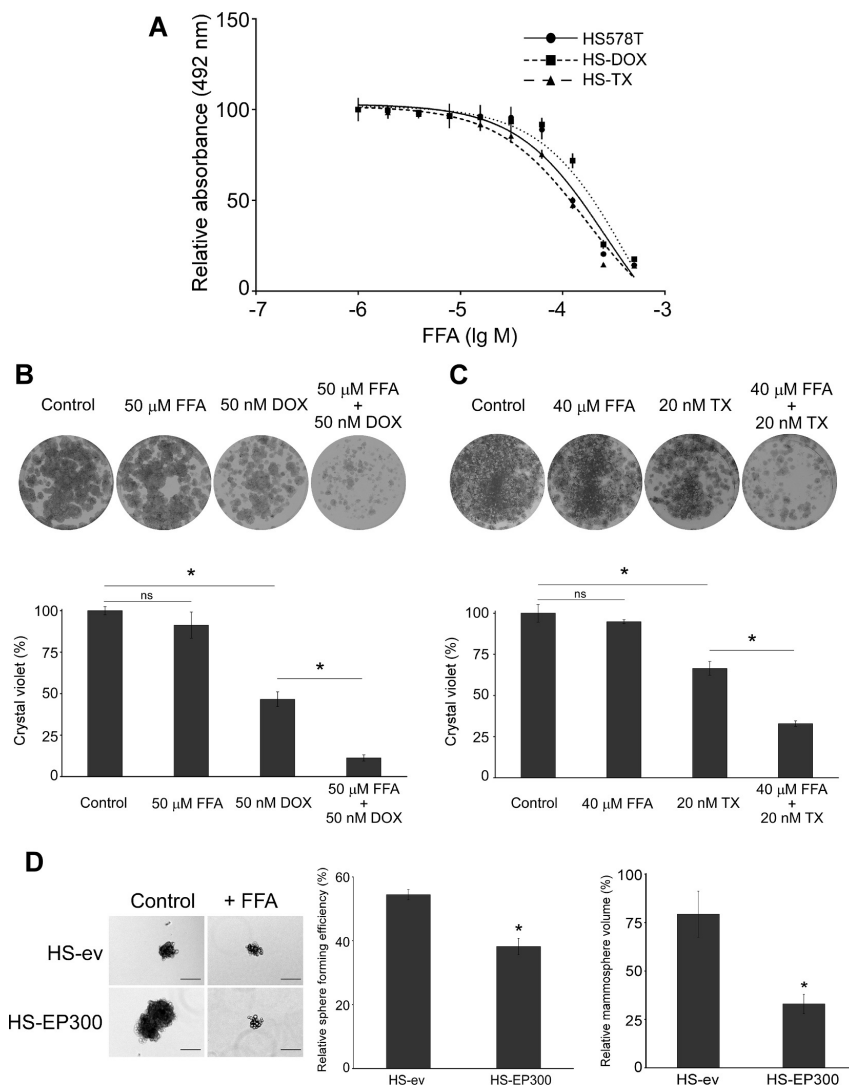 A
150
100
50
0
-7
-6
-5
-4
-3
Relative absorbance (492 nm)
FFA (lg M)
HS578T
HS-DOX
HS-TX
B
Control
50 μM FFA
50 nM DOX
50 μM FFA
+
50 nM DOX
*
ns
*
100
75
50
25
0
Crystal violet (%)
Control
50 μM FFA
50 nM DOX
50 μM FFA
+
50 nM DOX
C
Control
40 μM FFA
20 nM TX
40 μM FFA
+
20 nM TX
*
ns
*
100
75
50
25
0
Crystal violet (%)
Control
40 μM FFA
20 nM TX
40 μM FFA
+
20 nM TX
D
Control
+ FFA
HS-ev
HS-EP300
60
40
20
0
Relative sphere forming efficiency (%)
*
HS-ev
HS-EP300
100
75
50
25
0
Relative mammosphere volume (%)
*
HS-ev
HS-EP300